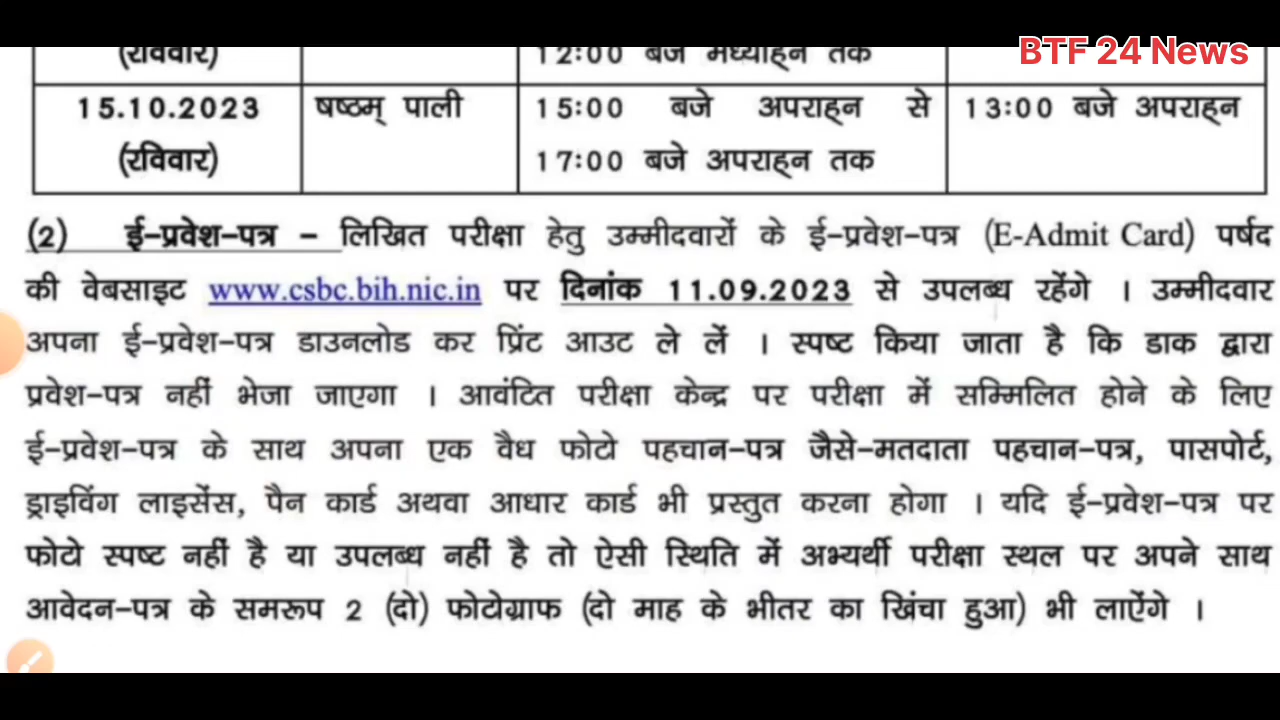 BTF 24 News
(रविवार) 12:00 बजे मध्याह्न तक
15.10.2023 षष्ठम् पाली 15:00 बजे अपराह्न से 13:00 बजे अपराह्न
(रविवार) 17:00 बजे अपराह्न तक
(2) ई-प्रवेश-पत्र - लिखित परीक्षा हेतु उम्मीदवारों के ई-प्रवेश-पत्र (E-Admit Card) पर्षद
की वेबसाइट www.csbc.bih.nic.in पर दिनांक 11.09.2023 से उपलब्ध रहेंगे । उम्मीदवार
अपना ई-प्रवेश-पत्र डाउनलोड कर प्रिंट आउट ले लें । स्पष्ट किया जाता है कि डाक द्वारा
प्रवेश-पत्र नहीं भेजा जाएगा । आवंटित परीक्षा केन्द्र पर परीक्षा में सम्मिलित होने के लिए
ई-प्रवेश-पत्र के साथ अपना एक वैध फोटो पहचान-पत्र जैसे-मतदाता पहचान-पत्र, पासपोर्ट,
ड्राइविंग लाइसेंस, पैन कार्ड अथवा आधार कार्ड भी प्रस्तुत करना होगा । यदि ई-प्रवेश-पत्र पर
फोटो स्पष्ट नहीं है या उपलब्ध नहीं है तो ऐसी स्थिति में अभ्यर्थी परीक्षा स्थल पर अपने साथ
आवेदन-पत्र के समरूप 2 (दो) फोटोग्राफ (दो माह के भीतर का खिंचा हुआ) भी लाऐंगे ।